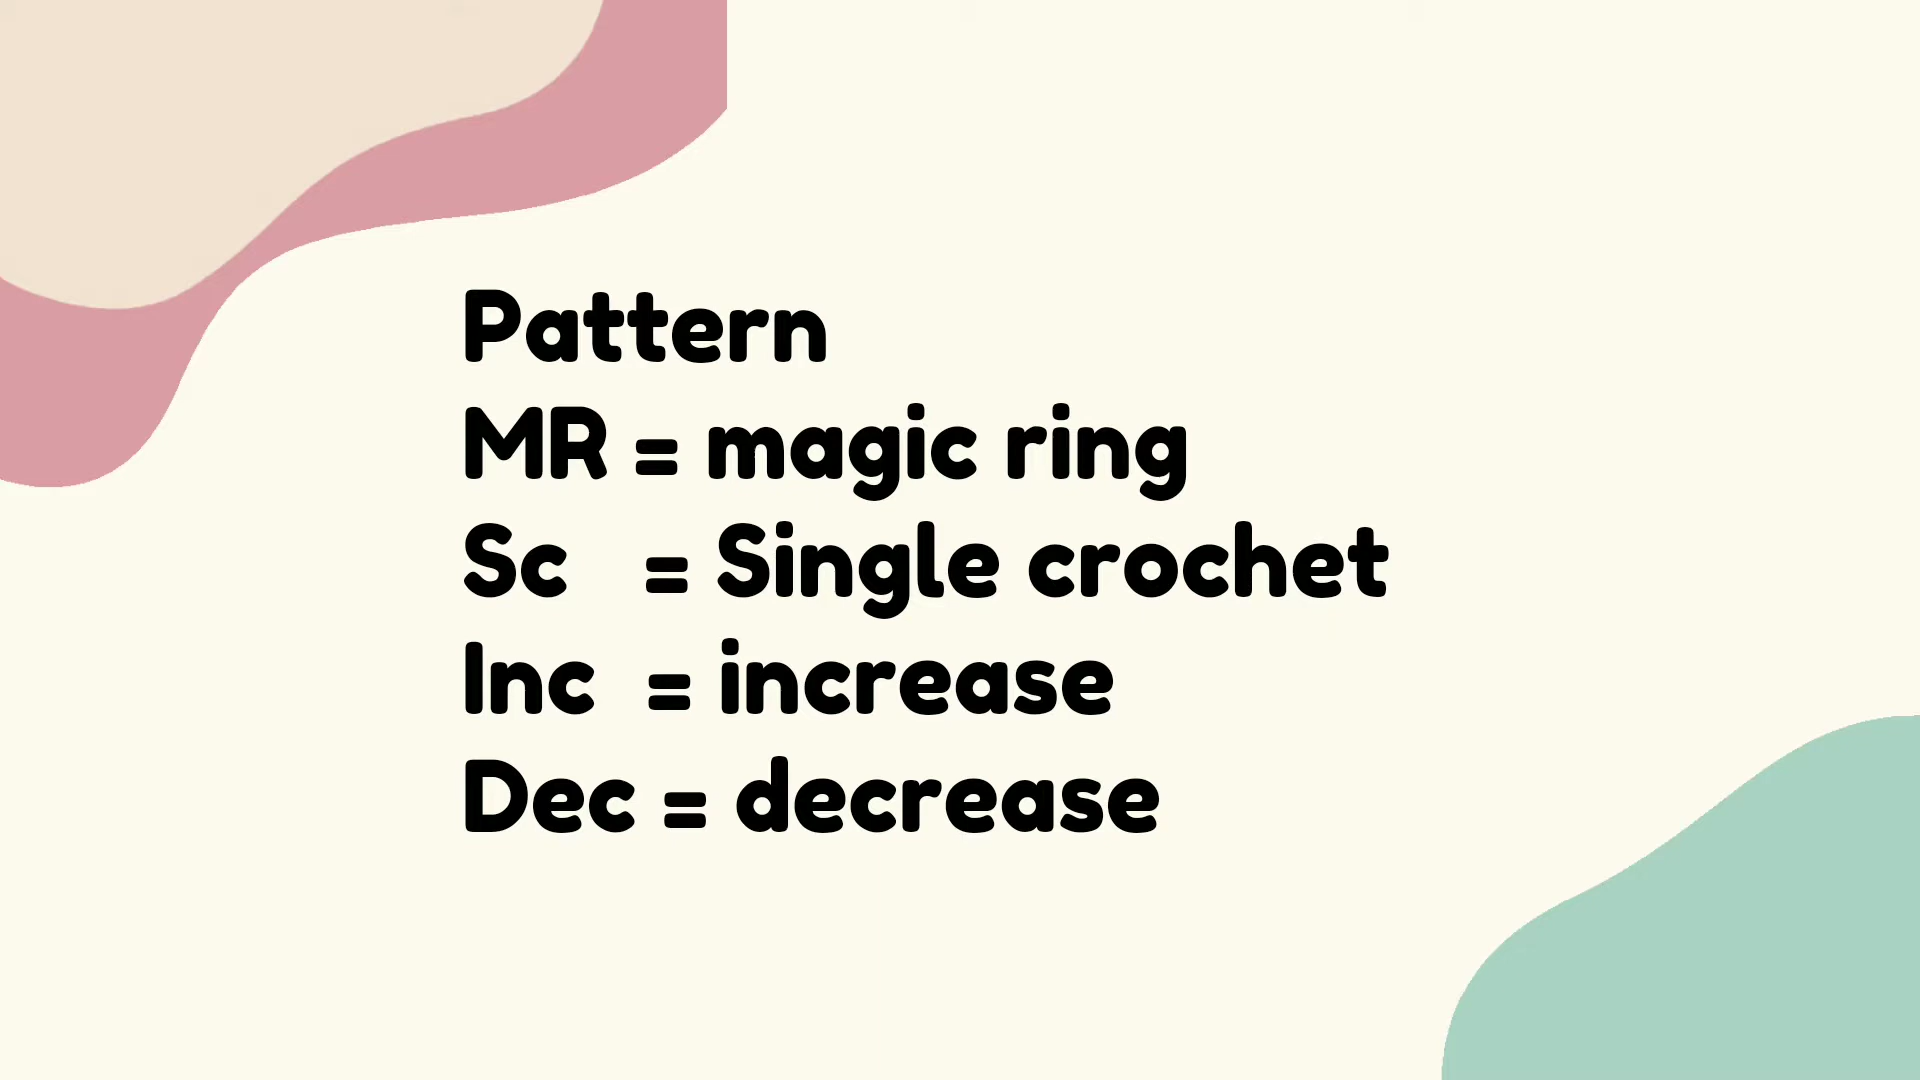 Pattern
MR = magic ring
Sc = Single crochet
Inc = increase
Dec = decrease